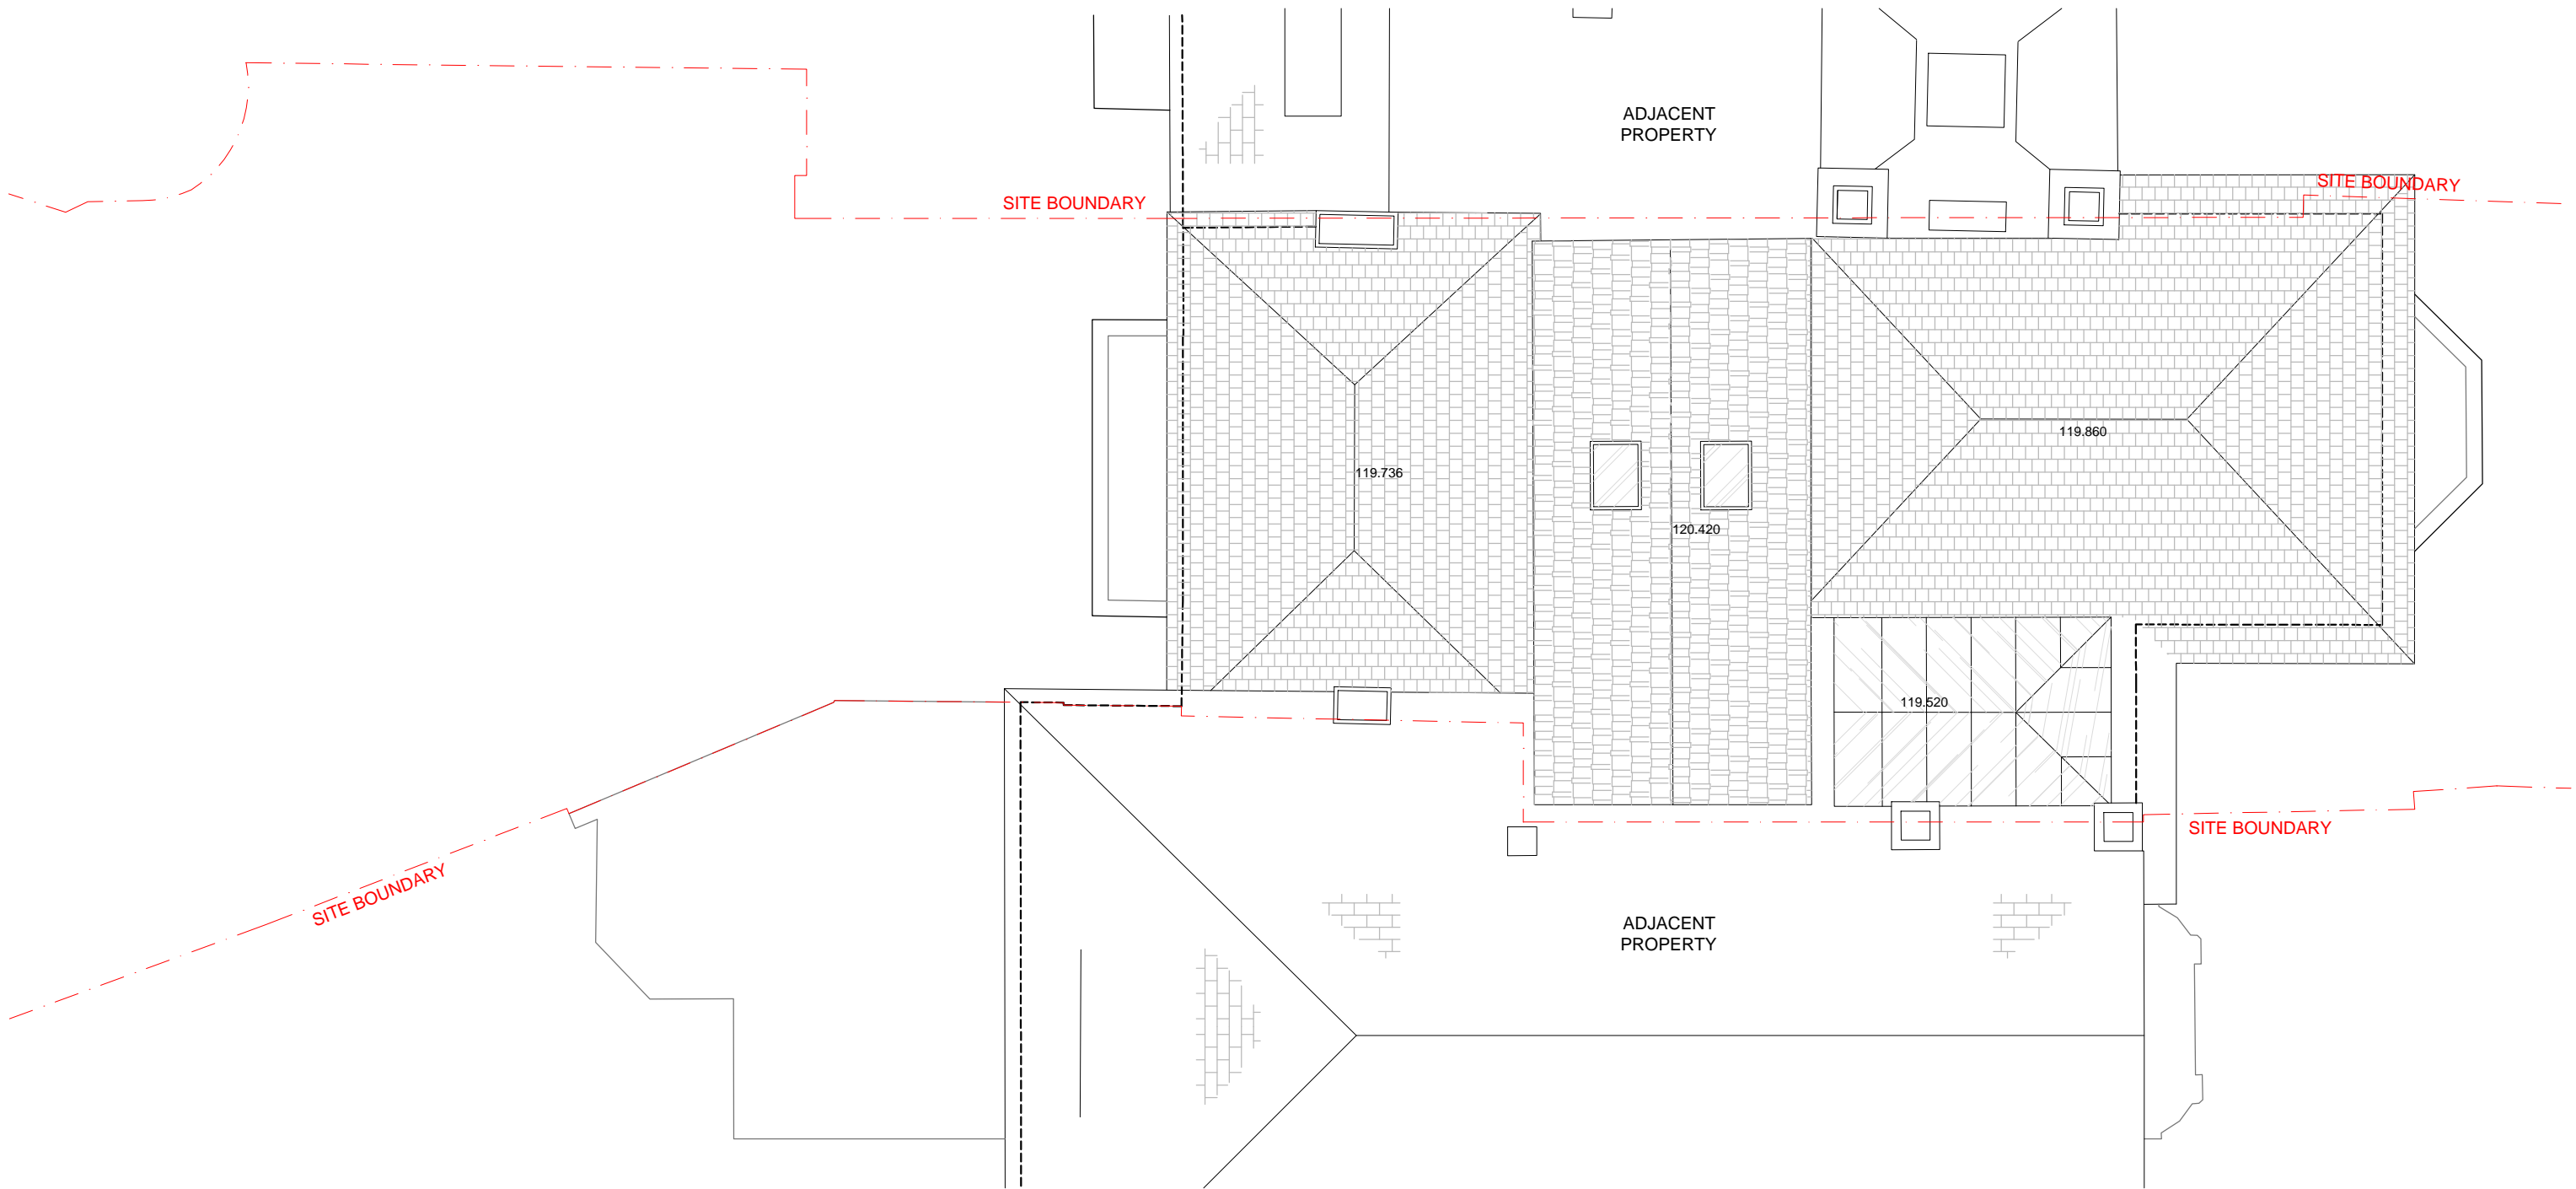 ADJACENT
PROPERTY
SITE BOUNDARY
SITE BOUNDARY
119.860
119.736
120.420
119.520
SITE BOUNDARY
SITE BOUNDARY
ADJACENT
PROPERTY